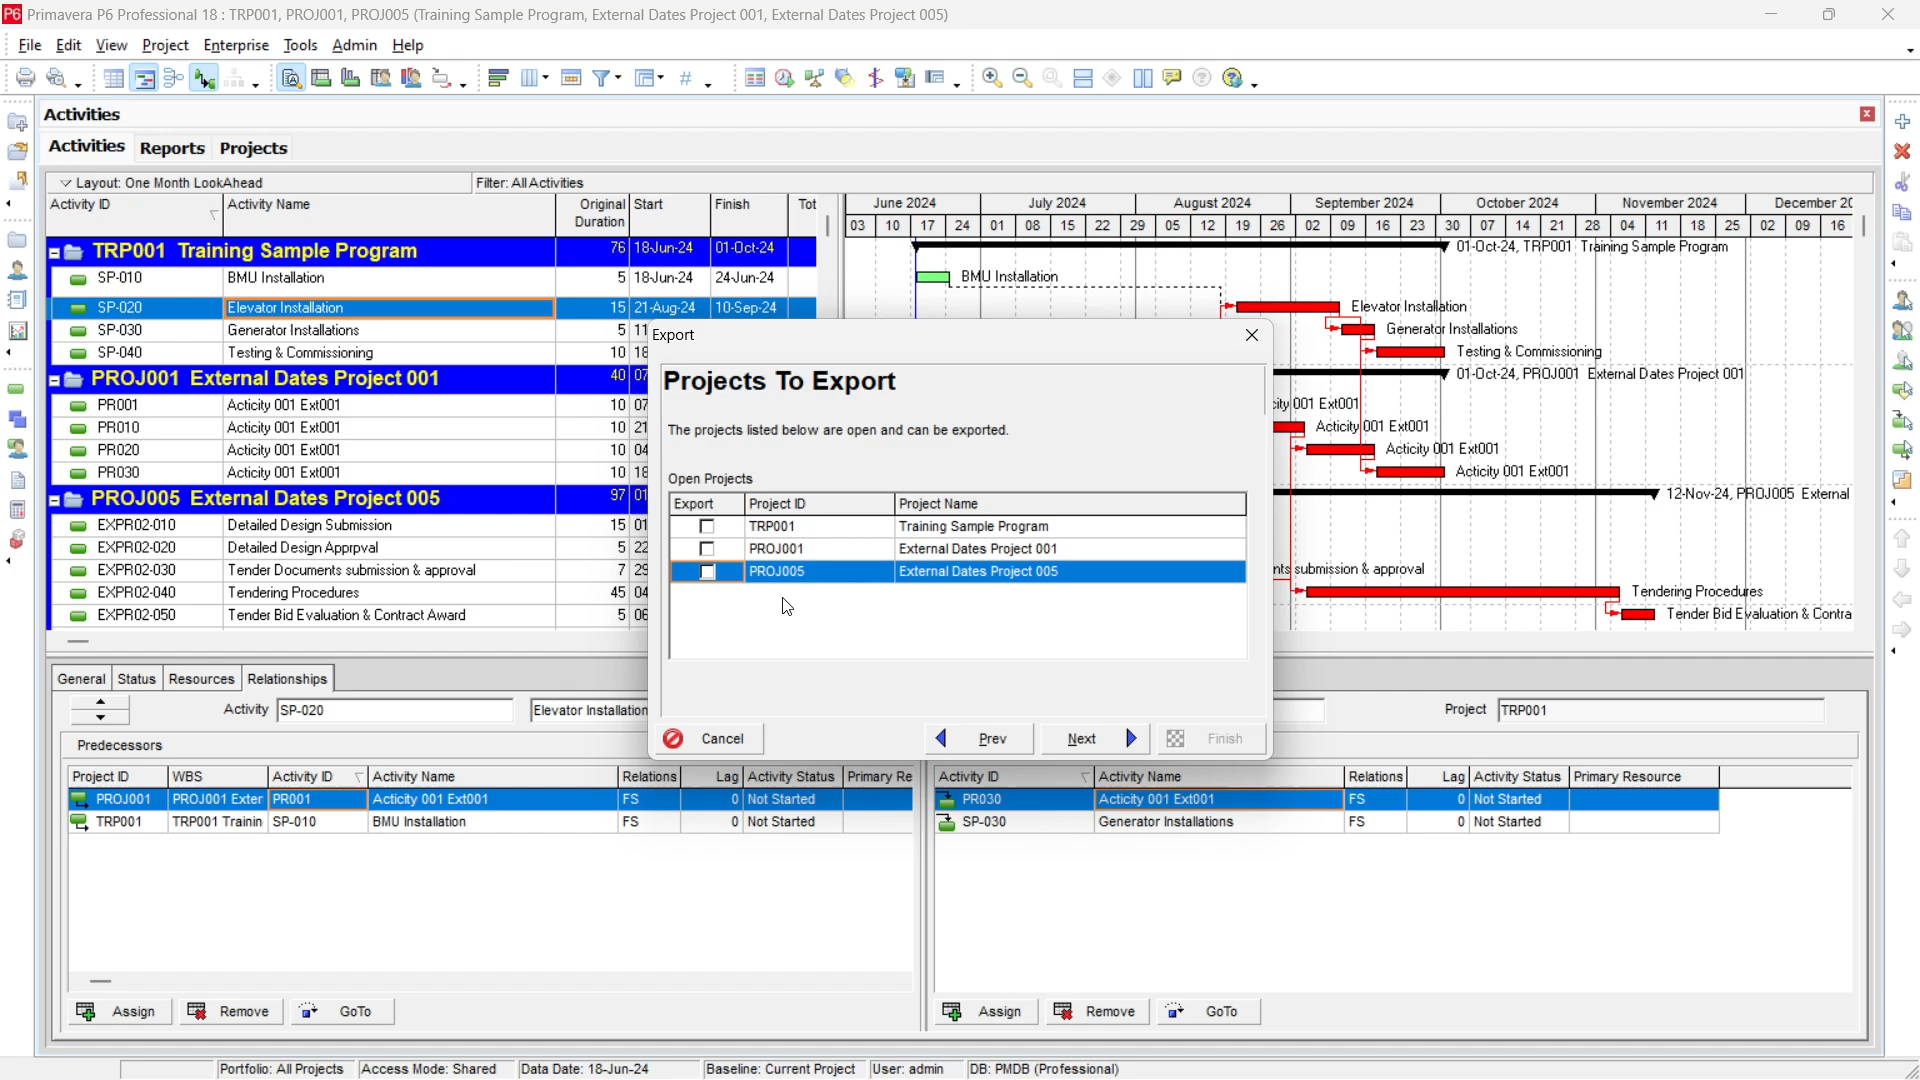 P6 Primavera P6 Professional 18 : TRP001, PROJ001, PROJ005 (Training Sample Program, External Dates Project 001, External Dates Project 005)
File Edit View Project Enterprise Tools Admin Help
Activities
Activities Reports Projects
Layout: One Month LookAhead Filter: All Activities
Activity ID Activity Name Original Duration Start Finish Tot
June 2024 July 2024 August 2024 September 2024 October 2024 November 2024 December 20
03 10 17 24 01 08 15 22 29 05 12 19 26 02 09 16 23 30 07 14 21 28 04 11 18 25 02 09 16
TRP001 Training Sample Program 76 18-Jun-24 01-Oct-24 01-Oct-24, TRP001 Training Sample Program
SP-010 BMU Installation 5 18-Jun-24 24-Jun-24 BMU Installation
SP-020 Elevator Installation 15 21-Aug-24 10-Sep-24 Elevator Installation
SP-030 Generator Installations 5 11 Generator Installations
SP-040 Testing & Commissioning 10 18 Testing & Commissioning
PROJ001 External Dates Project 001 40 07 01-Oct-24, PROJ001 External Dates Project 001
PR001 Acticity 001 Ext001 10 07 city 001 Ext001
PR010 Acticity 001 Ext001 10 21 Acticity 001 Ext001
PR020 Acticity 001 Ext001 10 04 Acticity 001 Ext001
PR030 Acticity 001 Ext001 10 18 Acticity 001 Ext001
PROJ005 External Dates Project 005 97 01 12-Nov-24, PROJ005 External
EXPR02-010 Detailed Design Submission 15 01
EXPR02-020 Detailed Design Apprpval 5 22
EXPR02-030 Tender Documents submission & approval 7 29 nts submission & approval
EXPR02-040 Tendering Procedures 45 04 Tendering Procedures
EXPR02-050 Tender Bid Evaluation & Contract Award 5 06 Tender Bid Evaluation & Contra
Export
Projects To Export
The projects listed below are open and can be exported.
Open Projects
Export Project ID Project Name
TRP001 Training Sample Program
PROJ001 External Dates Project 001
PROJ005 External Dates Project 005
Cancel Prev Next Finish
General Status Resources Relationships
Activity SP-020 Elevator Installation Project TRP001
Predecessors
Project ID WBS Activity ID Activity Name Relations Lag Activity Status Primary Re
PROJ001 PROJ001 Exter PR001 Acticity 001 Ext001 FS 0 Not Started
TRP001 TRP001 Trainin SP-010 BMU Installation FS 0 Not Started
Activity ID Activity Name Relations Lag Activity Status Primary Resource
PR030 Acticity 001 Ext001 FS 0 Not Started
SP-030 Generator Installations FS 0 Not Started
Assign Remove GoTo Assign Remove GoTo
Portfolio: All Projects Access Mode: Shared Data Date: 18-Jun-24 Baseline: Current Project User: admin DB: PMDB (Professional)